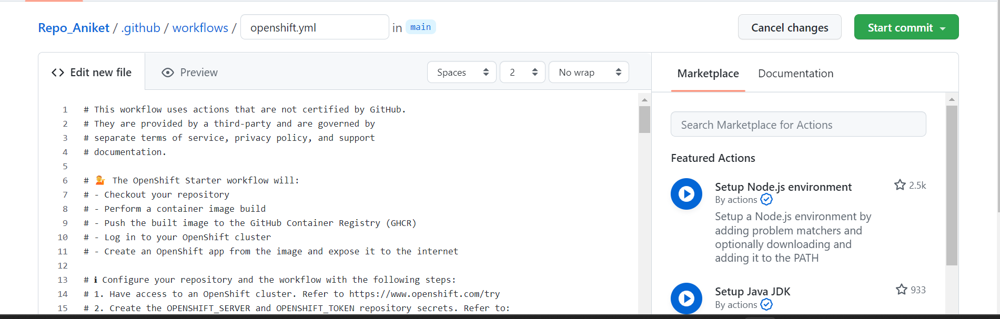 Repo_Aniket / .github / workflows / openshift.yml in main
Cancel changes
Start commit
<> Edit new file
Preview
Spaces
2
No wrap
Marketplace
Documentation
1 # This workflow uses actions that are not certified by GitHub.
2 # They are provided by a third-party and are governed by
3 # separate terms of service, privacy policy, and support
4 # documentation.
5
6 # 💁 The OpenShift Starter workflow will:
7 # - Checkout your repository
8 # - Perform a container image build
9 # - Push the built image to the GitHub Container Registry (GHCR)
10 # - Log in to your OpenShift cluster
11 # - Create an OpenShift app from the image and expose it to the internet
12
13 # ℹ Configure your repository and the workflow with the following steps:
14 # 1. Have access to an OpenShift cluster. Refer to https://www.openshift.com/try
15 # 2. Create the OPENSHIFT_SERVER and OPENSHIFT_TOKEN repository secrets. Refer to:
Search Marketplace for Actions
Featured Actions
Setup Node.js environment
2.5k
By actions
Setup a Node.js environment by
adding problem matchers and
optionally downloading and
adding it to the PATH
Setup Java JDK
933
By actions